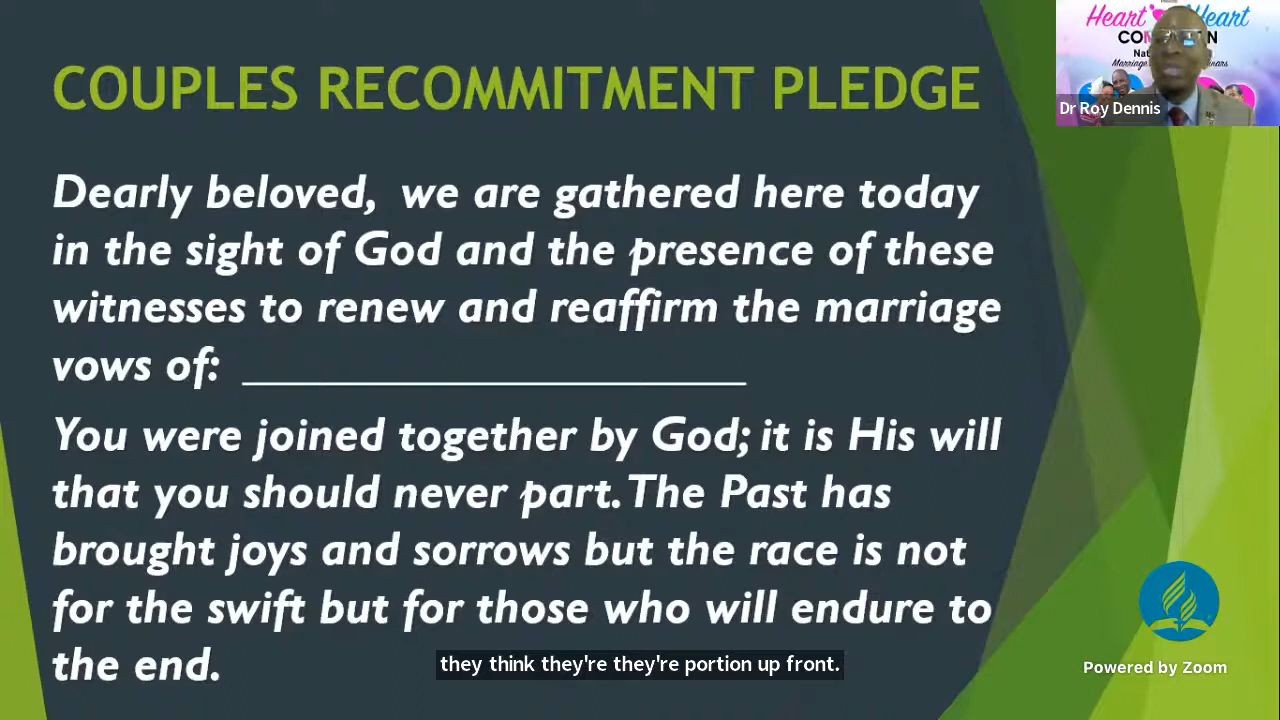 COUPLES RECOMMITMENT PLEDGE
Dearly beloved,  we are gathered here today
in the sight of God and the presence of these
witnesses to renew and reaffirm the marriage
vows of: ____________________
You were joined together by God; it is His will
that you should never part. The Past has
brought joys and sorrows but the race is not
for the swift but for those who will endure to
the end.
they think they're they're portion up front.
Heart Heart
Dr Roy Dennis
Powered by Zoom